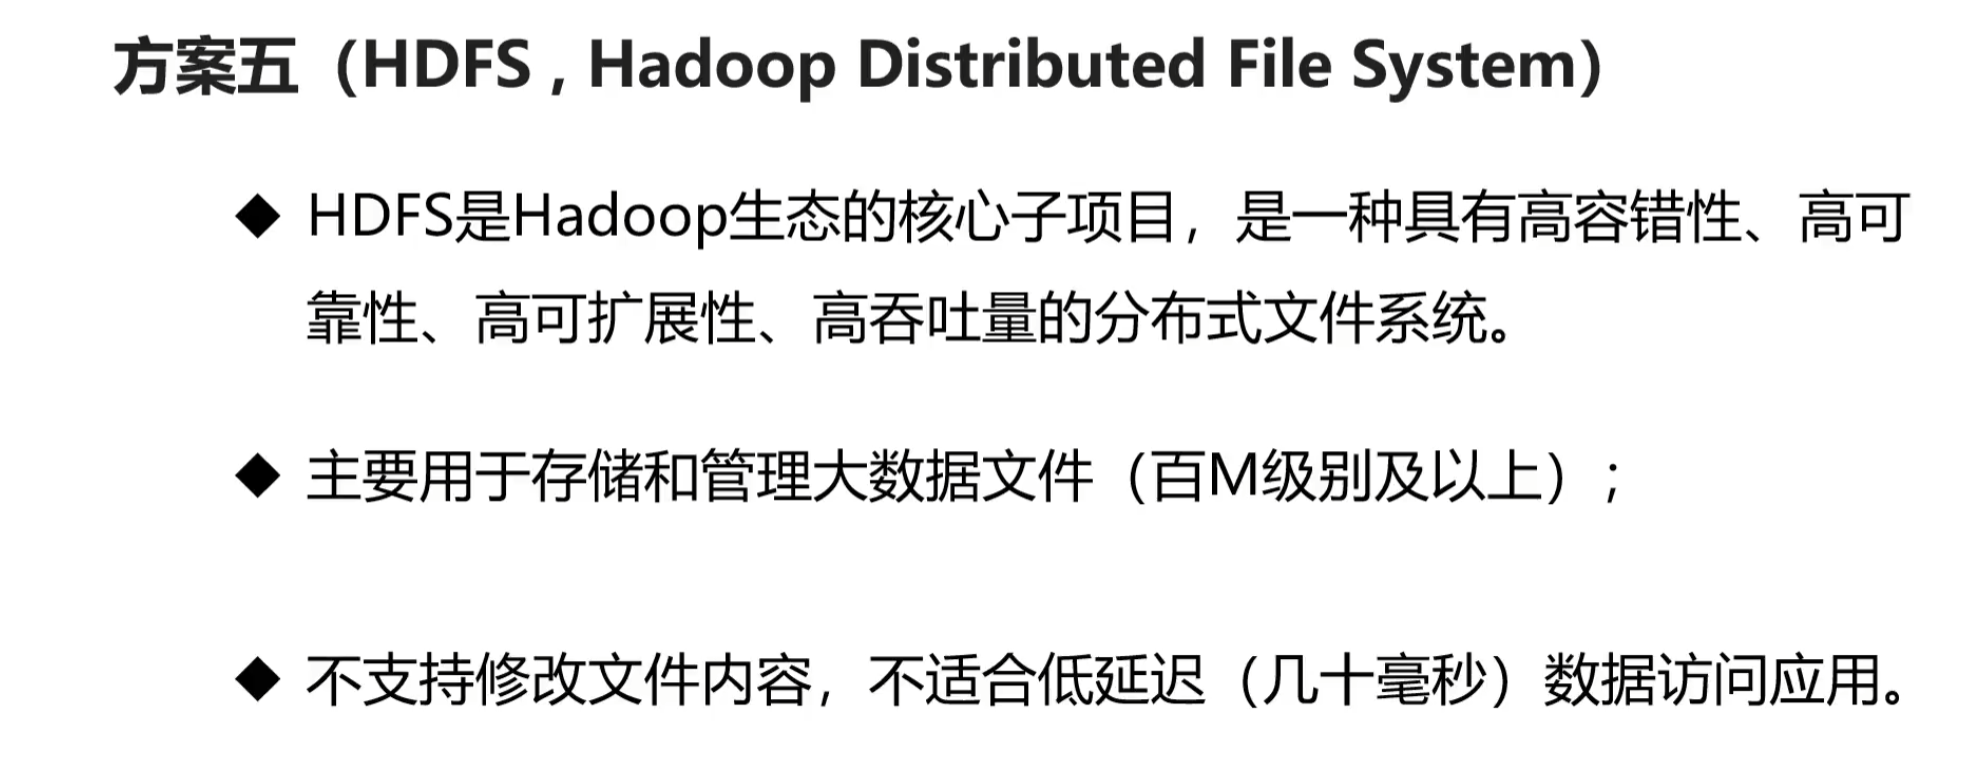 方案五（HDFS , Hadoop Distributed File System）
◆ HDFS是Hadoop生态的核心子项目，是一种具有高容错性、高可
靠性、高可扩展性、高吞吐量的分布式文件系统。
◆ 主要用于存储和管理大数据文件（百M级别及以上）；
◆ 不支持修改文件内容，不适合低延迟（几十毫秒）数据访问应用。